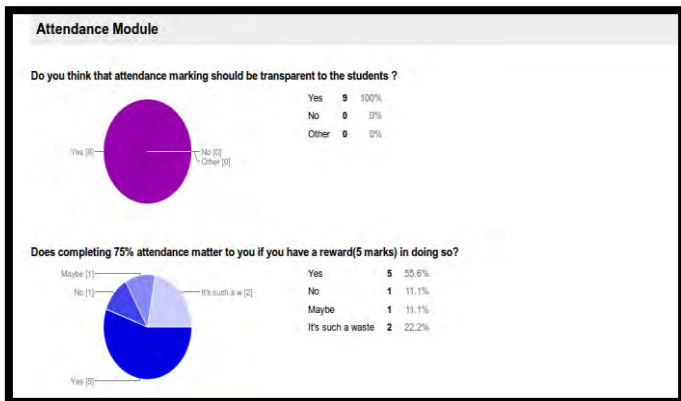 Attendance Module
Do you think that attendance marking should be transparent to the students ?
Yes 9 100%
No 0 0%
Other 0 0%
Yes [9]
No [0]
Other [0]
Does completing 75% attendance matter to you if you have a reward(5 marks) in doing so?
Maybe [1]
No [1]
It's such a w [2]
Yes [5]
Yes 5 55.6%
No 1 11.1%
Maybe 1 11.1%
It's such a waste 2 22.2%